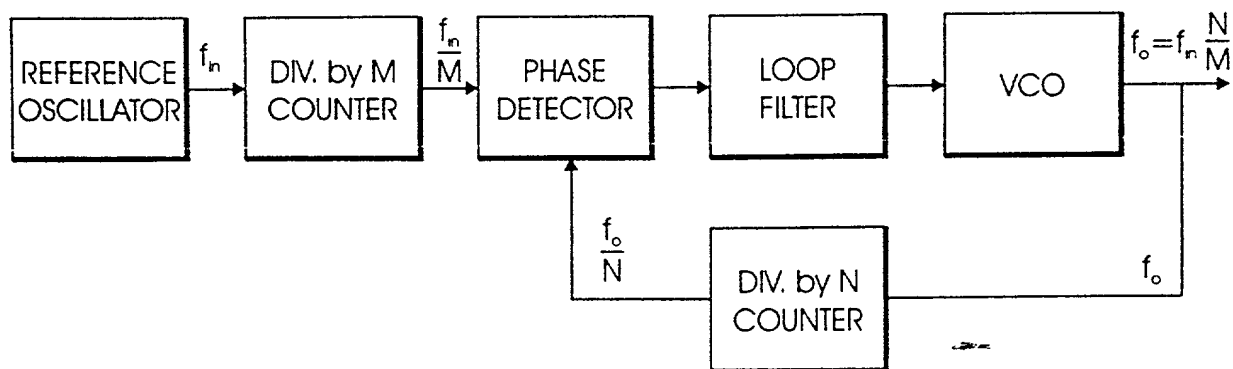 REFERENCE
OSCILLATOR
f_in
DIV. by M
COUNTER
f_in
M
PHASE
DETECTOR
LOOP
FILTER
VCO
f_o=f_in N
M
f_o
N
DIV. by N
COUNTER
f_o